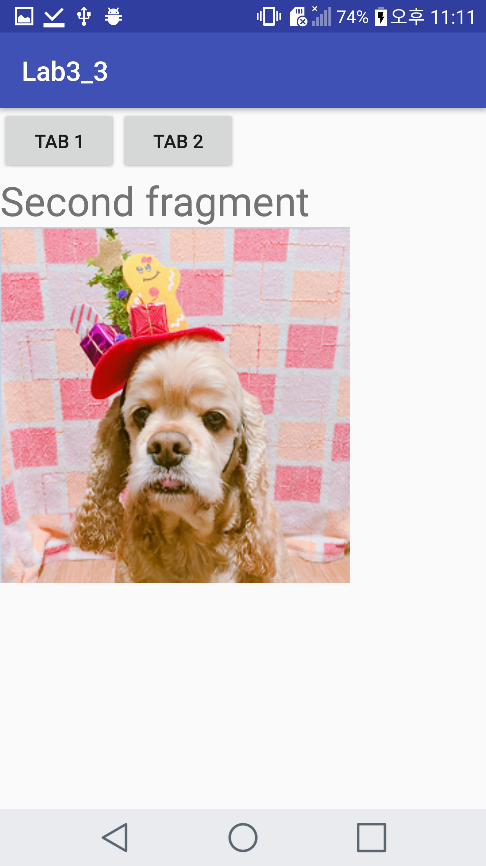 74% 오후 11:11
Lab3_3
TAB 1 TAB 2
Second fragment